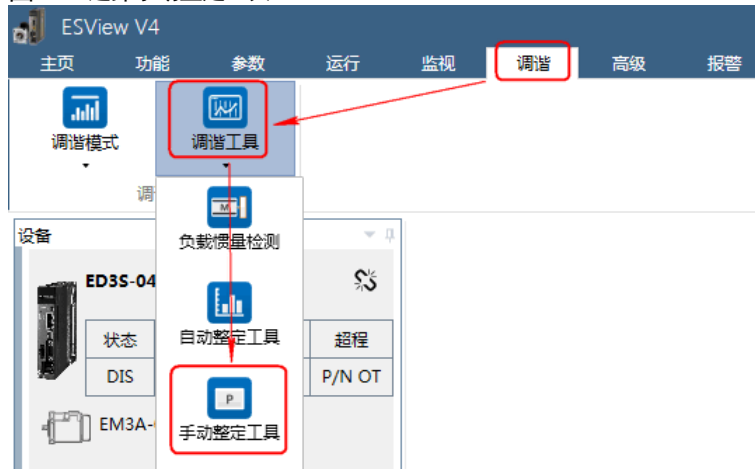 ESView V4
主页 功能 参数 运行 监视 调谐 高级 报警
调谐模式 调谐工具
调
设备
负载惯量检测
ED3S-04
自动整定工具
状态 超程
DIS P/N OT
P
EM3A-
手动整定工具